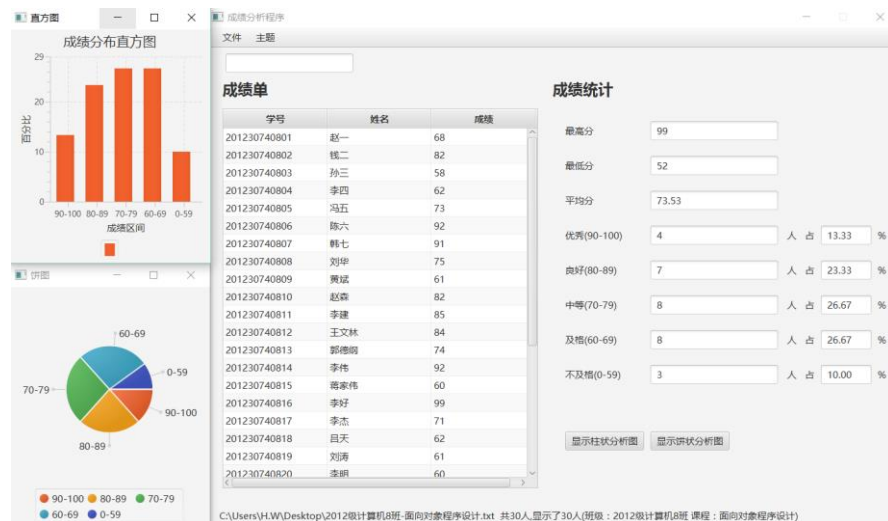 直方图
成绩分布直方图
29
20
10
0
百分比
90-100 80-89 70-79 60-69 0-59
成绩区间
饼图
60-69
0-59
70-79
90-100
80-89
90-100 80-89 70-79
60-69 0-59
成绩分析程序
文件 主题
成绩单
学号 姓名 成绩
201230740801 赵一 68
201230740802 钱二 82
201230740803 孙三 58
201230740804 李四 62
201230740805 冯五 73
201230740806 陈六 92
201230740807 韩七 91
201230740808 刘华 75
201230740809 黄斌 61
201230740810 赵森 82
201230740811 李建 85
201230740812 王文林 84
201230740813 郭德纲 74
201230740814 李伟 92
201230740815 蒋家伟 60
201230740816 李好 99
201230740817 李杰 71
201230740818 吕天 62
201230740819 刘涛 61
201230740820 李明 60
成绩统计
最高分 99
最低分 52
平均分 73.53
优秀(90-100) 4 人 占 13.33 %
良好(80-89) 7 人 占 23.33 %
中等(70-79) 8 人 占 26.67 %
及格(60-69) 8 人 占 26.67 %
不及格(0-59) 3 人 占 10.00 %
显示柱状分析图 显示饼状分析图
C:\Users\H.W\Desktop\2012级计算机8班-面向对象程序设计.txt 共30人,显示了30人(班级：2012级计算机8班 课程：面向对象程序设计)